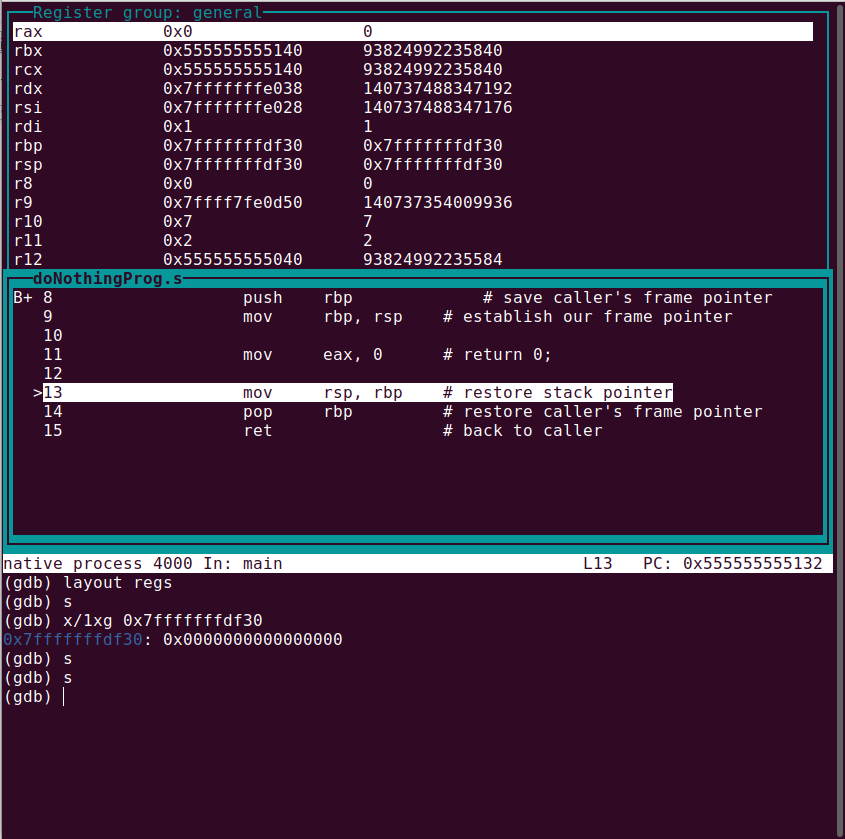 Register group: general
rax 0x0 0
rbx 0x555555555140 93824992235840
rcx 0x555555555140 93824992235840
rdx 0x7fffffffe038 140737488347192
rsi 0x7fffffffe028 140737488347176
rdi 0x1 1
rbp 0x7fffffffdf30 0x7fffffffdf30
rsp 0x7fffffffdf30 0x7fffffffdf30
r8 0x0 0
r9 0x7ffff7fe0d50 140737354009936
r10 0x7 7
r11 0x2 2
r12 0x555555555040 93824992235584
doNothingProg.s
B+ 8 push rbp # save caller's frame pointer
9 mov rbp, rsp # establish our frame pointer
10
11 mov eax, 0 # return 0;
12
>13 mov rsp, rbp # restore stack pointer
14 pop rbp # restore caller's frame pointer
15 ret # back to caller
native process 4000 In: main L13 PC: 0x555555555132
(gdb) layout regs
(gdb) s
(gdb) x/1xg 0x7fffffffdf30
0x7fffffffdf30: 0x0000000000000000
(gdb) s
(gdb) s
(gdb)